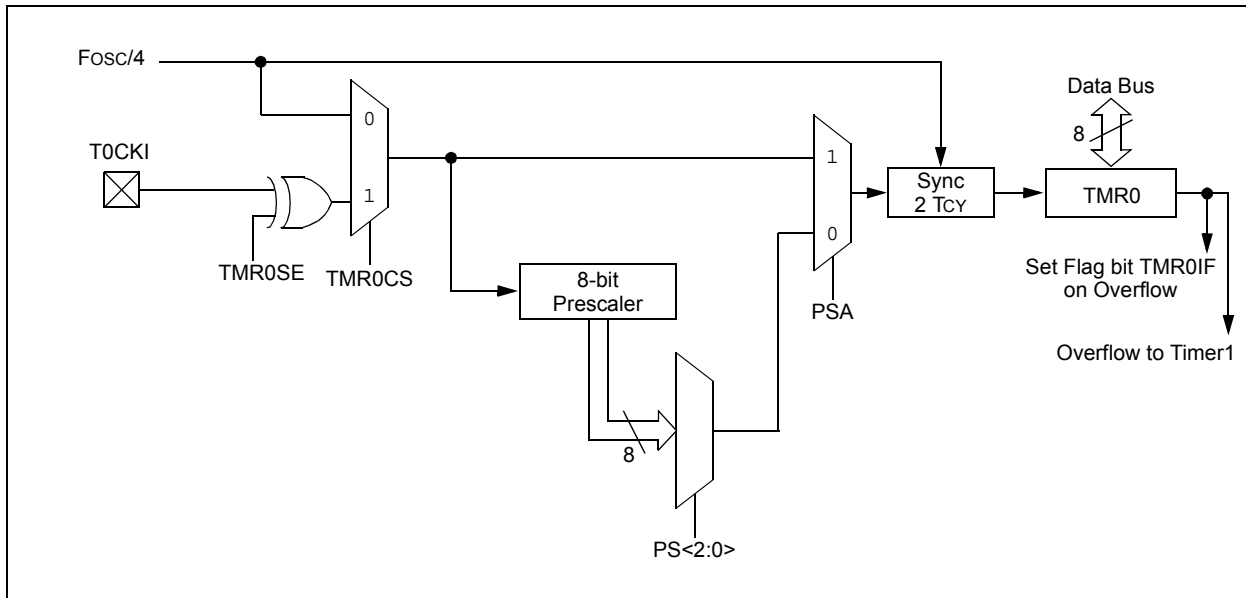 FOSC/4
Data Bus
8
T0CKI
0
1
1
0
Sync
2 TCY
TMR0
TMR0SE
TMR0CS
8-bit
Prescaler
PSA
Set Flag bit TMR0IF
on Overflow
Overflow to Timer1
8
PS<2:0>